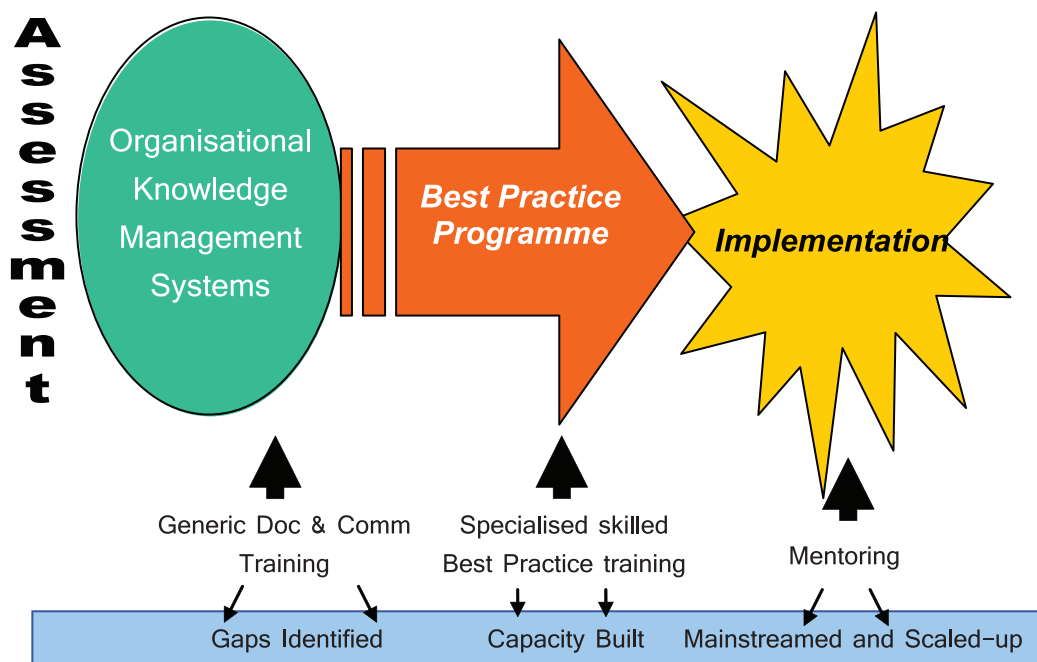 Assessment
Organisational
Knowledge
Management
Systems
Best Practice
Programme
Implementation
Generic Doc & Comm
Training
Specialised skilled
Best Practice training
Mentoring
Gaps Identified
Capacity Built
Mainstreamed and Scaled-up